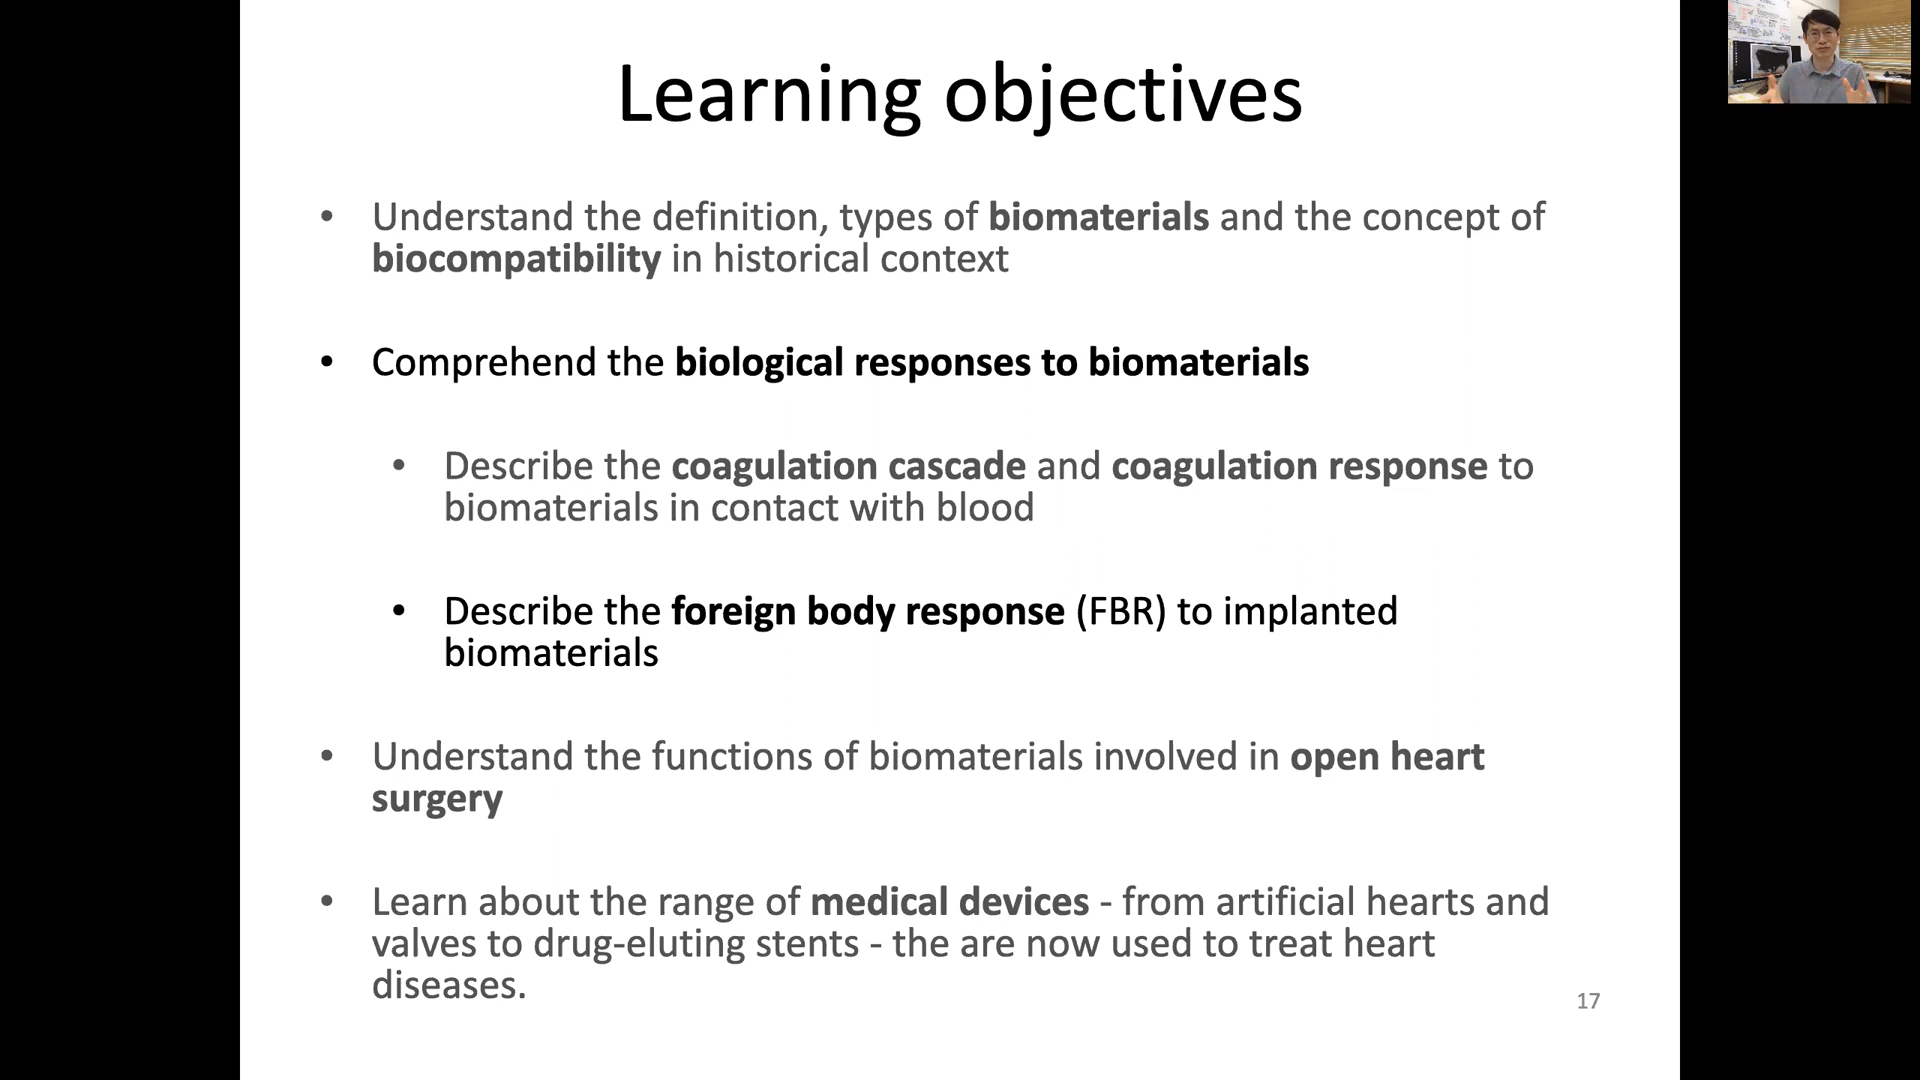 Learning objectives
• Understand the definition, types of biomaterials and the concept of
biocompatibility in historical context
• Comprehend the biological responses to biomaterials
• Describe the coagulation cascade and coagulation response to
biomaterials in contact with blood
• Describe the foreign body response (FBR) to implanted
biomaterials
• Understand the functions of biomaterials involved in open heart
surgery
• Learn about the range of medical devices - from artificial hearts and
valves to drug-eluting stents - the are now used to treat heart
diseases.
17